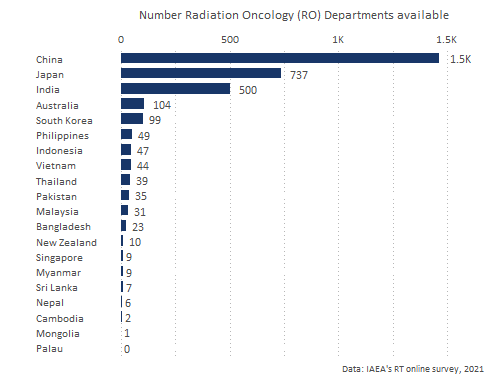 Number Radiation Oncology (RO) Departments available
0 500 1K 1.5K
China 1.5K
Japan 737
India 500
Australia 104
South Korea 99
Philippines 49
Indonesia 47
Vietnam 44
Thailand 39
Pakistan 35
Malaysia 31
Bangladesh 23
New Zealand 10
Singapore 9
Myanmar 9
Sri Lanka 7
Nepal 6
Cambodia 2
Mongolia 1
Palau 0
Data: IAEA's RT online survey, 2021